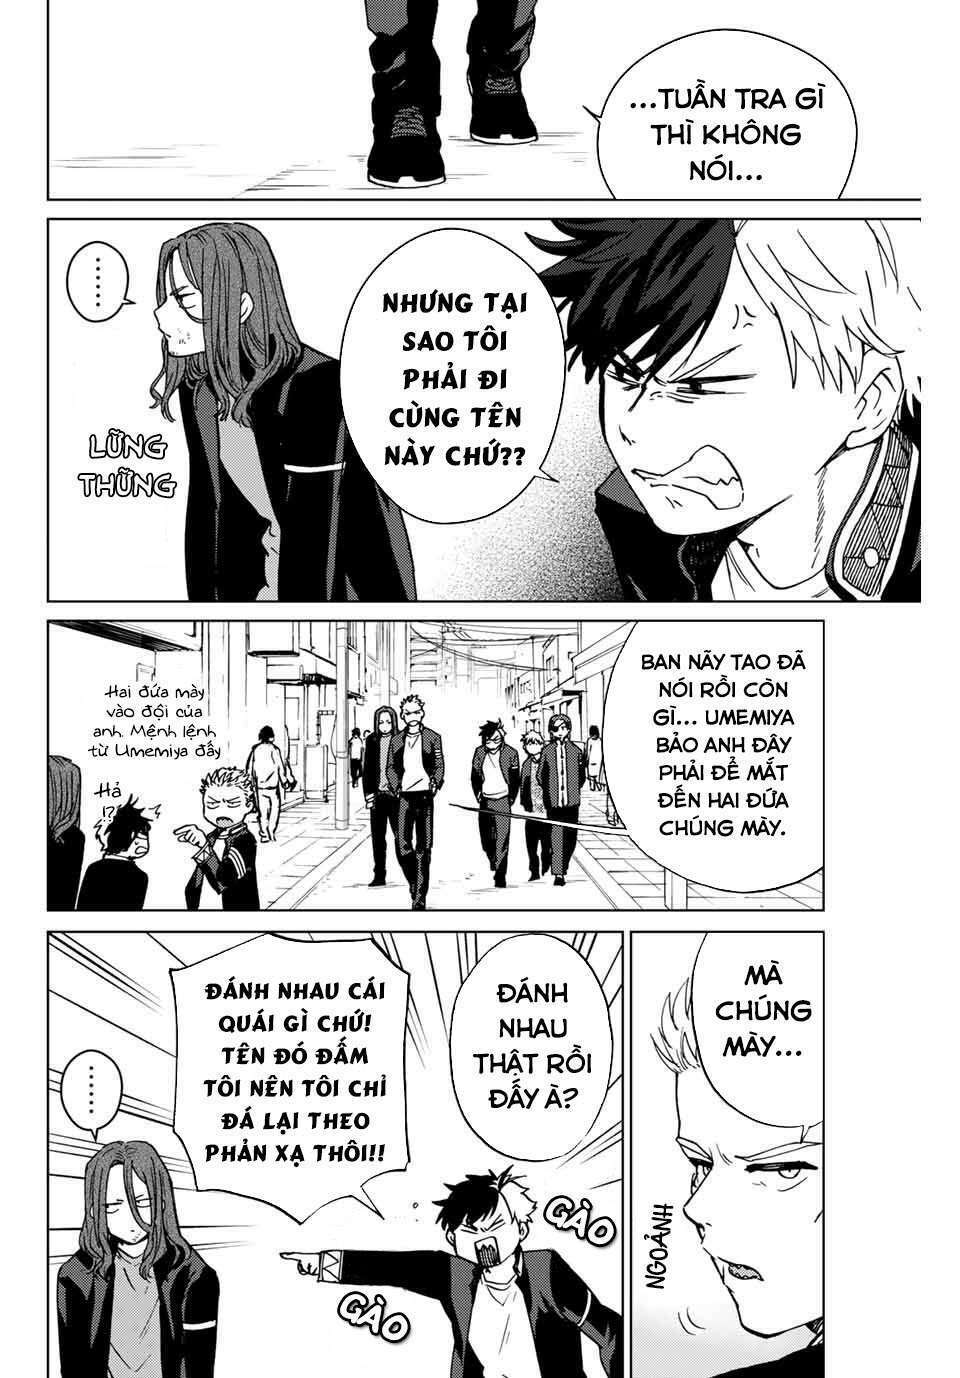 ...TUẦN TRA GÌ
THÌ KHÔNG
NÓI...
NHƯNG TẠI
SAO TÔI
PHẢI ĐI
CÙNG TÊN
NÀY CHỨ??
LỮNG
THỮNG
Hai đứa mày
vào đội của
anh. Mệnh lệnh
từ Umemiya đấy
Hả
!?
BAN NÃY TAO ĐÃ
NÓI RỒI CÒN
GÌ... UMEMIYA
BẢO ANH ĐÂY
PHẢI ĐỂ MẮT
ĐẾN HAI ĐỨA
CHÚNG MÀY.
MÀ
CHÚNG
MÀY...
NGOẢNH
ĐÁNH
NHAU
THẬT RỒI
ĐẤY À?
ĐÁNH NHAU CÁI
QUÁI GÌ CHỨ!
TÊN ĐÓ ĐẤM
TÔI NÊN TÔI CHỈ
ĐÁ LẠI THEO
PHẢN XẠ THÔI!!
GÀO
GÀO